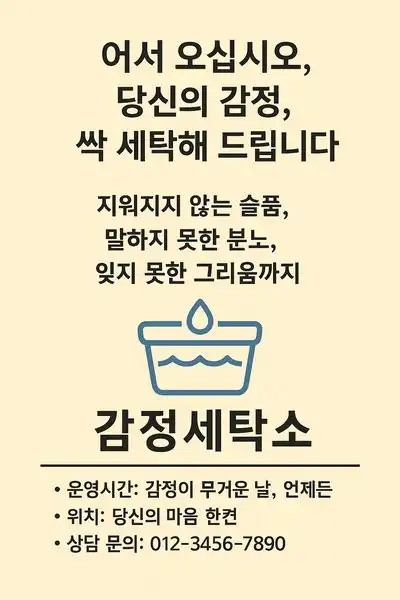 어서 오십시오,
당신의 감정,
싹 세탁해 드립니다
지워지지 않는 슬픔,
말하지 못한 분노,
잊지 못한 그리움까지
감정세탁소
• 운영시간: 감정이 무거운 날, 언제든
• 위치: 당신의 마음 한켠
• 상담 문의: 012-3456-7890